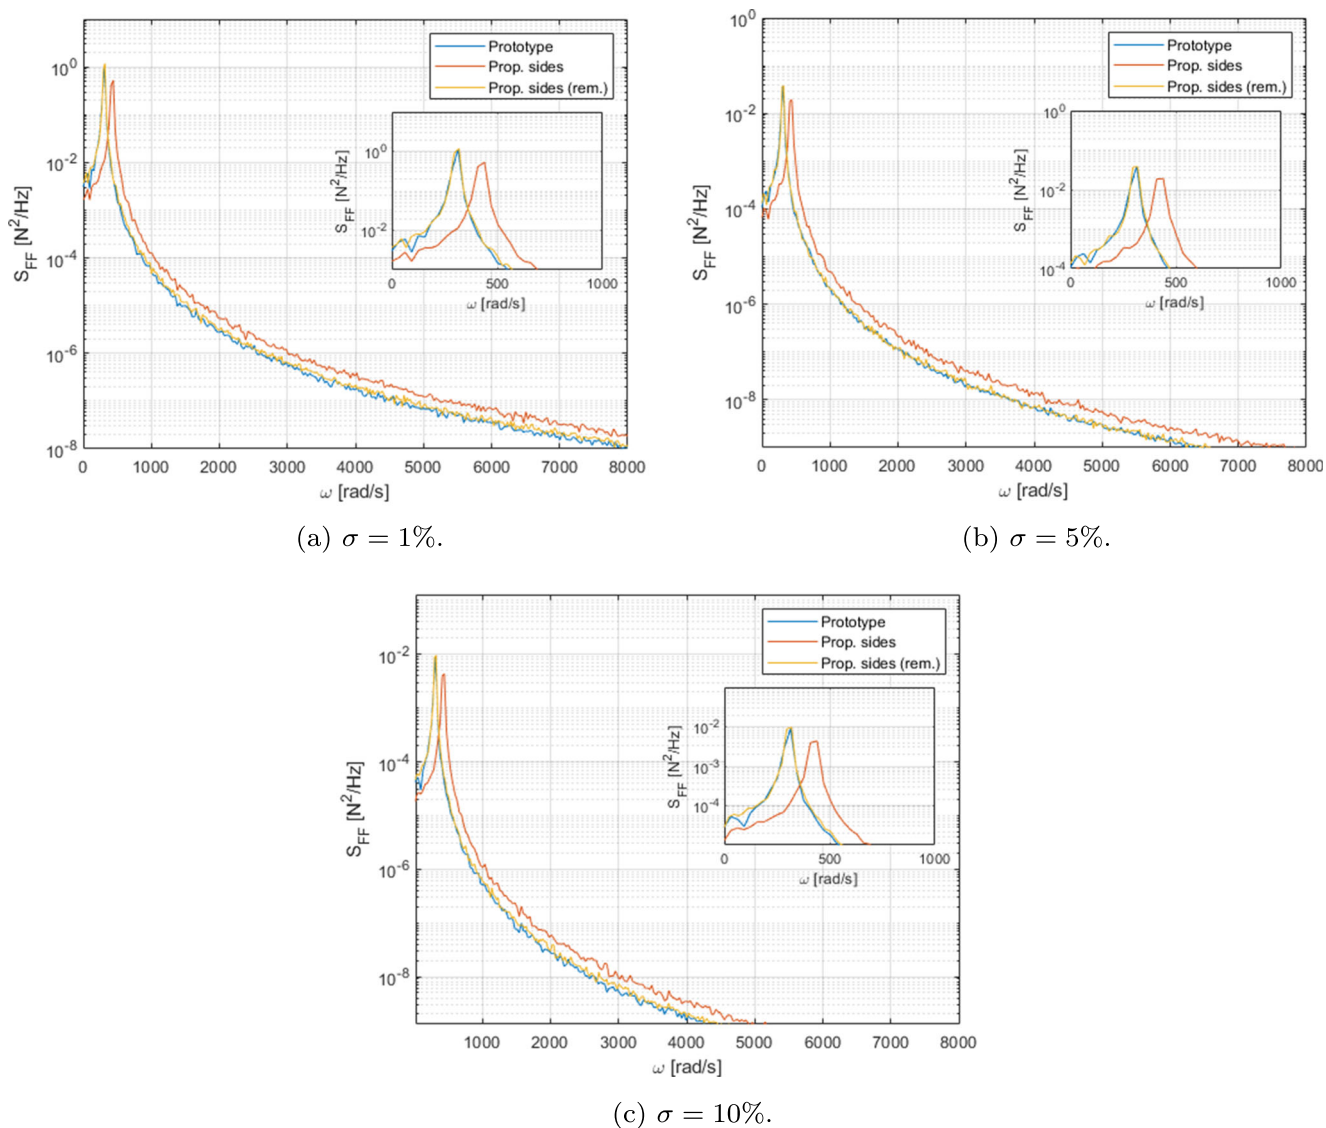 Prototype
Prop. sides
Prop. sides (rem.)
10^0
10^-2
10^-4
10^-6
10^-8
S_FF [N^2/Hz]
0 1000 2000 3000 4000 5000 6000 7000 8000
ω [rad/s]
10^0
10^-2
S_FF [N^2/Hz]
0 500 1000
ω [rad/s]
(a) σ = 1%.
Prototype
Prop. sides
Prop. sides (rem.)
10^0
10^-2
10^-4
10^-6
10^-8
S_FF [N^2/Hz]
0 1000 2000 3000 4000 5000 6000 7000 8000
ω [rad/s]
10^0
10^-2
10^-4
S_FF [N^2/Hz]
0 500 1000
ω [rad/s]
(b) σ = 5%.
Prototype
Prop. sides
Prop. sides (rem.)
10^-2
10^-4
10^-6
10^-8
S_FF [N^2/Hz]
1000 2000 3000 4000 5000 6000 7000 8000
ω [rad/s]
10^-2
10^-3
10^-4
S_FF [N^2/Hz]
0 500 1000
ω [rad/s]
(c) σ = 10%.